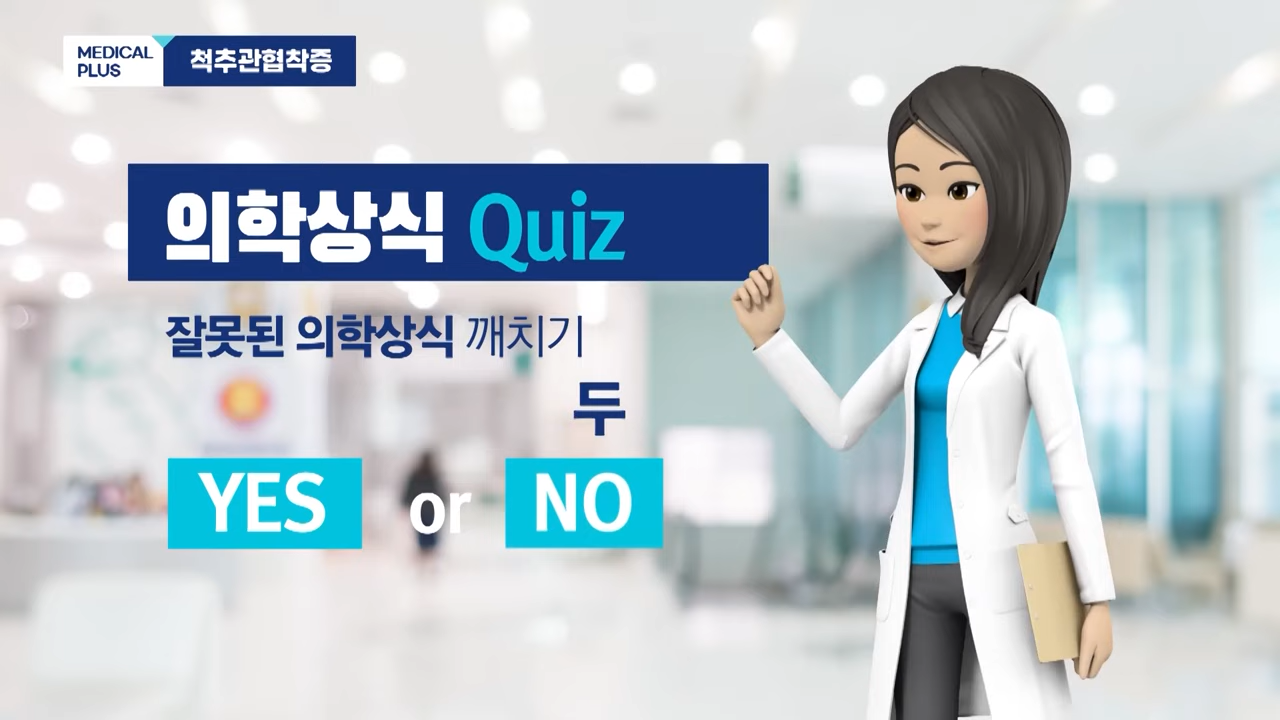 MEDICAL
PLUS
척추관협착증
의학상식 Quiz
잘못된 의학상식 깨치기
두
YES or NO